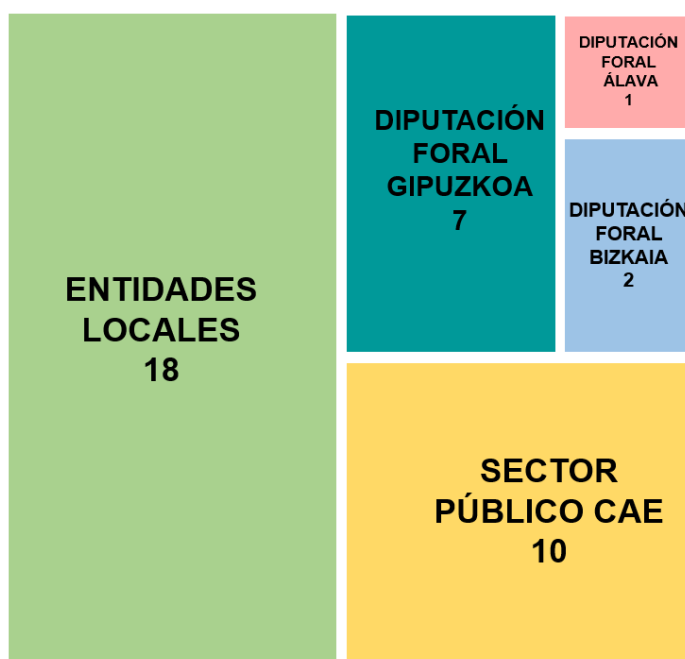 ENTIDADES
LOCALES
18
DIPUTACIÓN
FORAL
GIPUZKOA
7
DIPUTACIÓN
FORAL
ÁLAVA
1
DIPUTACIÓN
FORAL
BIZKAIA
2
SECTOR
PÚBLICO CAE
10